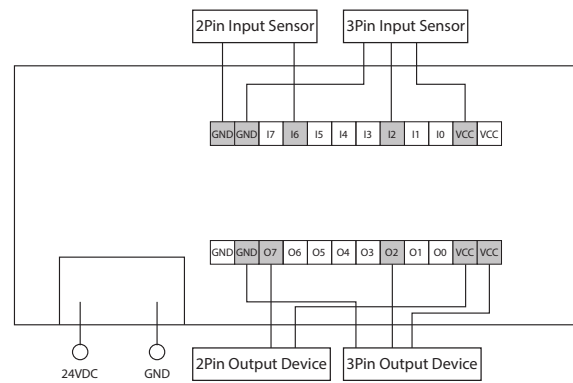 2Pin Input Sensor 3Pin Input Sensor
GND GND I7 I6 I5 I4 I3 I2 I1 I0 VCC VCC
GND GND O7 O6 O5 O4 O3 O2 O1 O0 VCC VCC
2Pin Output Device 3Pin Output Device
24VDC GND